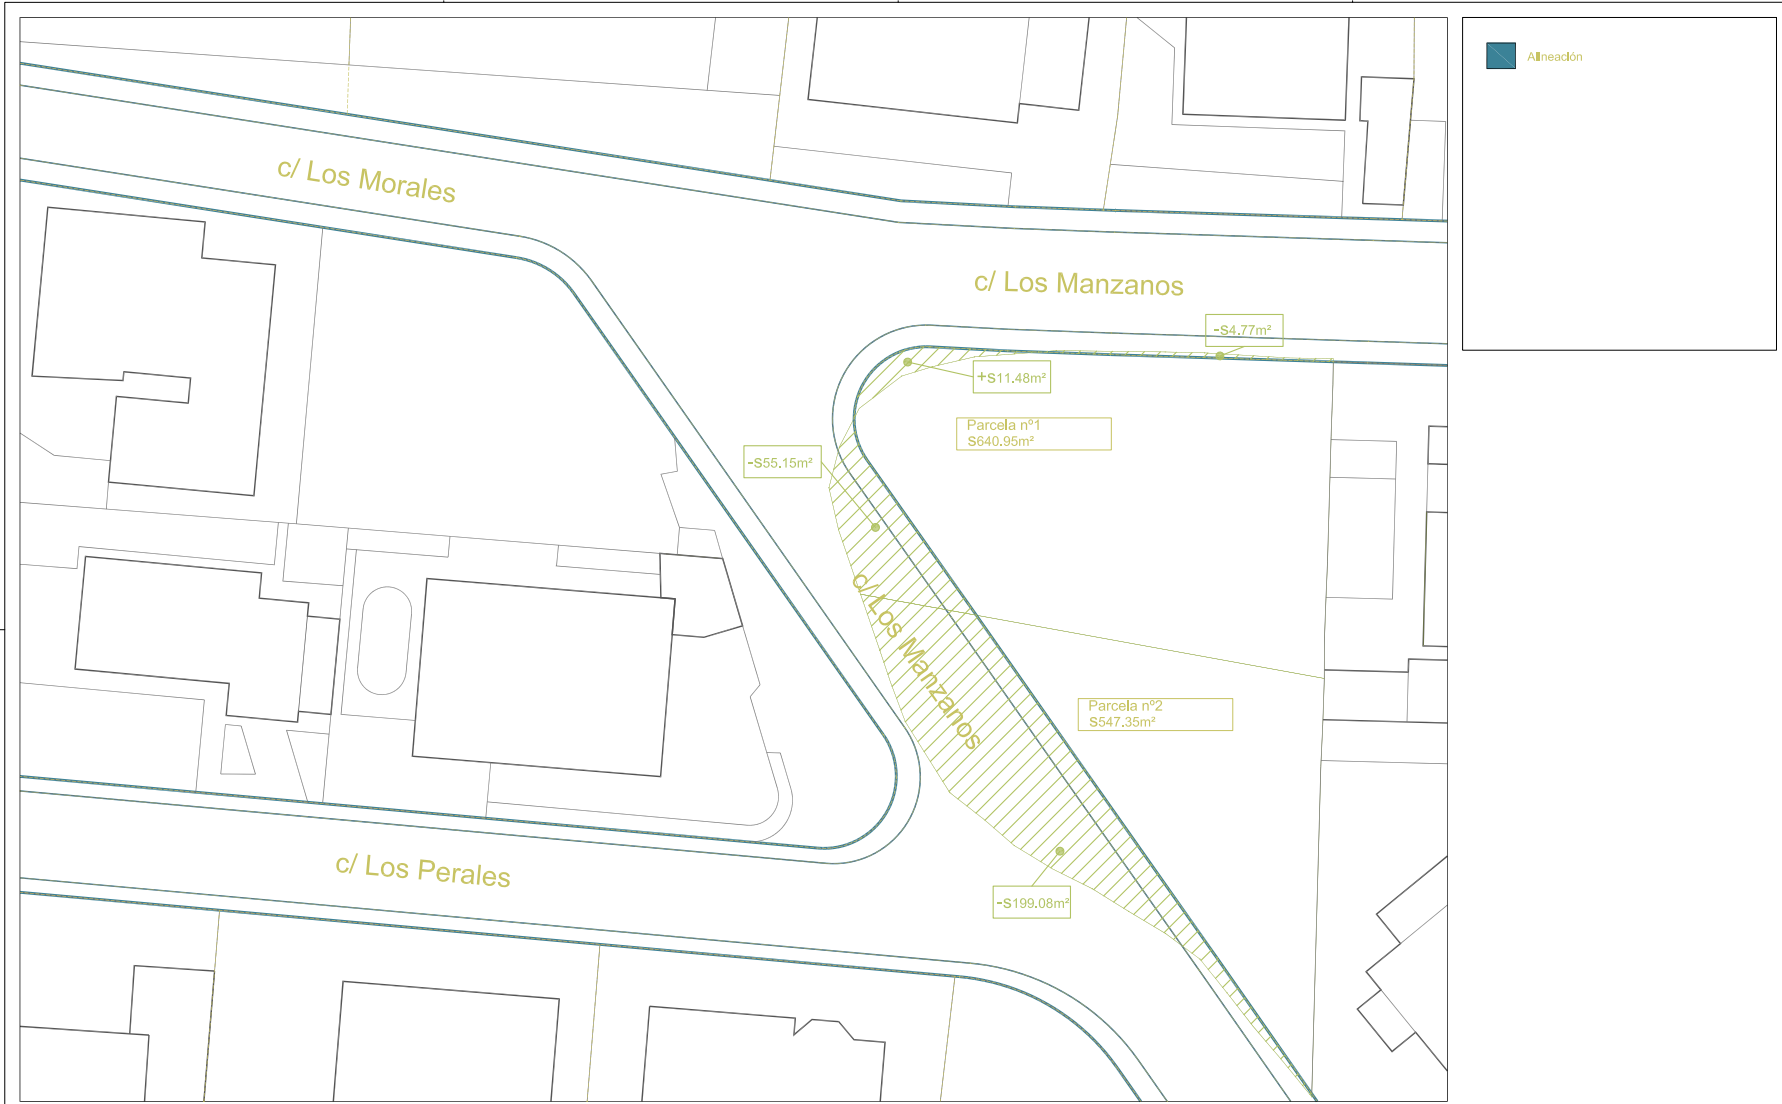 Alineación
c/ Los Morales
c/ Los Manzanos
-S4.77m²
+S11.48m²
Parcela nº1
S640.95m²
-S55.15m²
c/ Los Manzanos
Parcela nº2
S547.35m²
c/ Los Perales
-S199.08m²